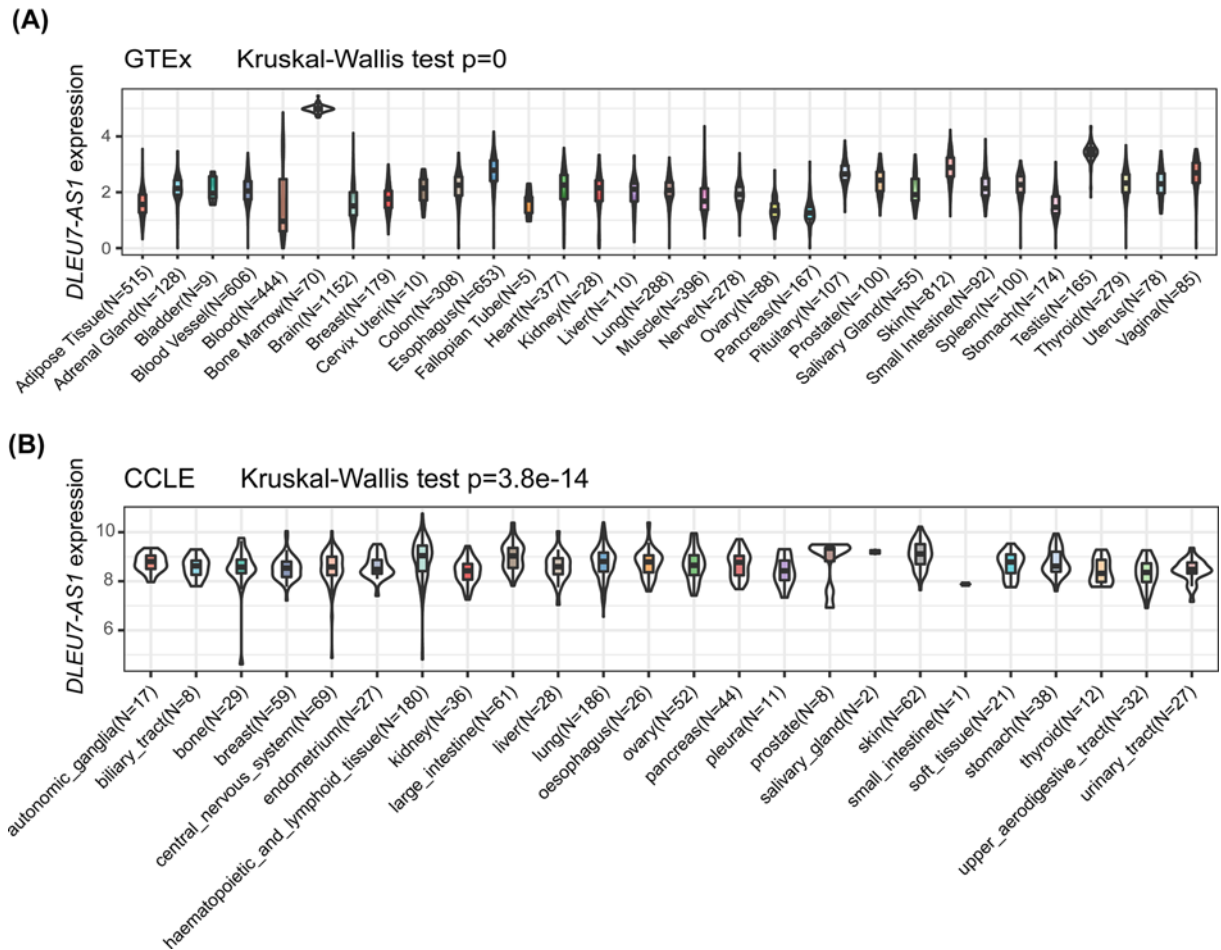 (A)
GTEx Kruskal-Wallis test p=0
DLEU7-AS1 expression
4
2
0
Adipose Tissue(N=515)
Adrenal Gland(N=128)
Bladder(N=9)
Blood Vessel(N=606)
Blood(N=444)
Bone Marrow(N=70)
Brain(N=1152)
Breast(N=179)
Cervix Uteri(N=10)
Colon(N=308)
Esophagus(N=653)
Fallopian Tube(N=5)
Heart(N=377)
Kidney(N=28)
Liver(N=110)
Lung(N=288)
Muscle(N=396)
Nerve(N=278)
Ovary(N=88)
Pancreas(N=167)
Pituitary(N=107)
Prostate(N=100)
Salivary Gland(N=55)
Skin(N=812)
Small Intestine(N=92)
Spleen(N=100)
Stomach(N=174)
Testis(N=165)
Thyroid(N=279)
Uterus(N=78)
Vagina(N=85)
(B)
CCLE Kruskal-Wallis test p=3.8e-14
DLEU7-AS1 expression
10
8
6
autonomic_ganglia(N=17)
biliary_tract(N=8)
bone(N=29)
breast(N=59)
central_nervous_system(N=69)
endometrium(N=27)
haematopoietic_and_lymphoid_tissue(N=180)
kidney(N=36)
large_intestine(N=61)
liver(N=28)
lung(N=186)
oesophagus(N=26)
ovary(N=52)
pancreas(N=44)
pleura(N=11)
prostate(N=8)
salivary_gland(N=2)
skin(N=62)
small_intestine(N=1)
soft_tissue(N=21)
stomach(N=38)
thyroid(N=12)
upper_aerodigestive_tract(N=32)
urinary_tract(N=27)